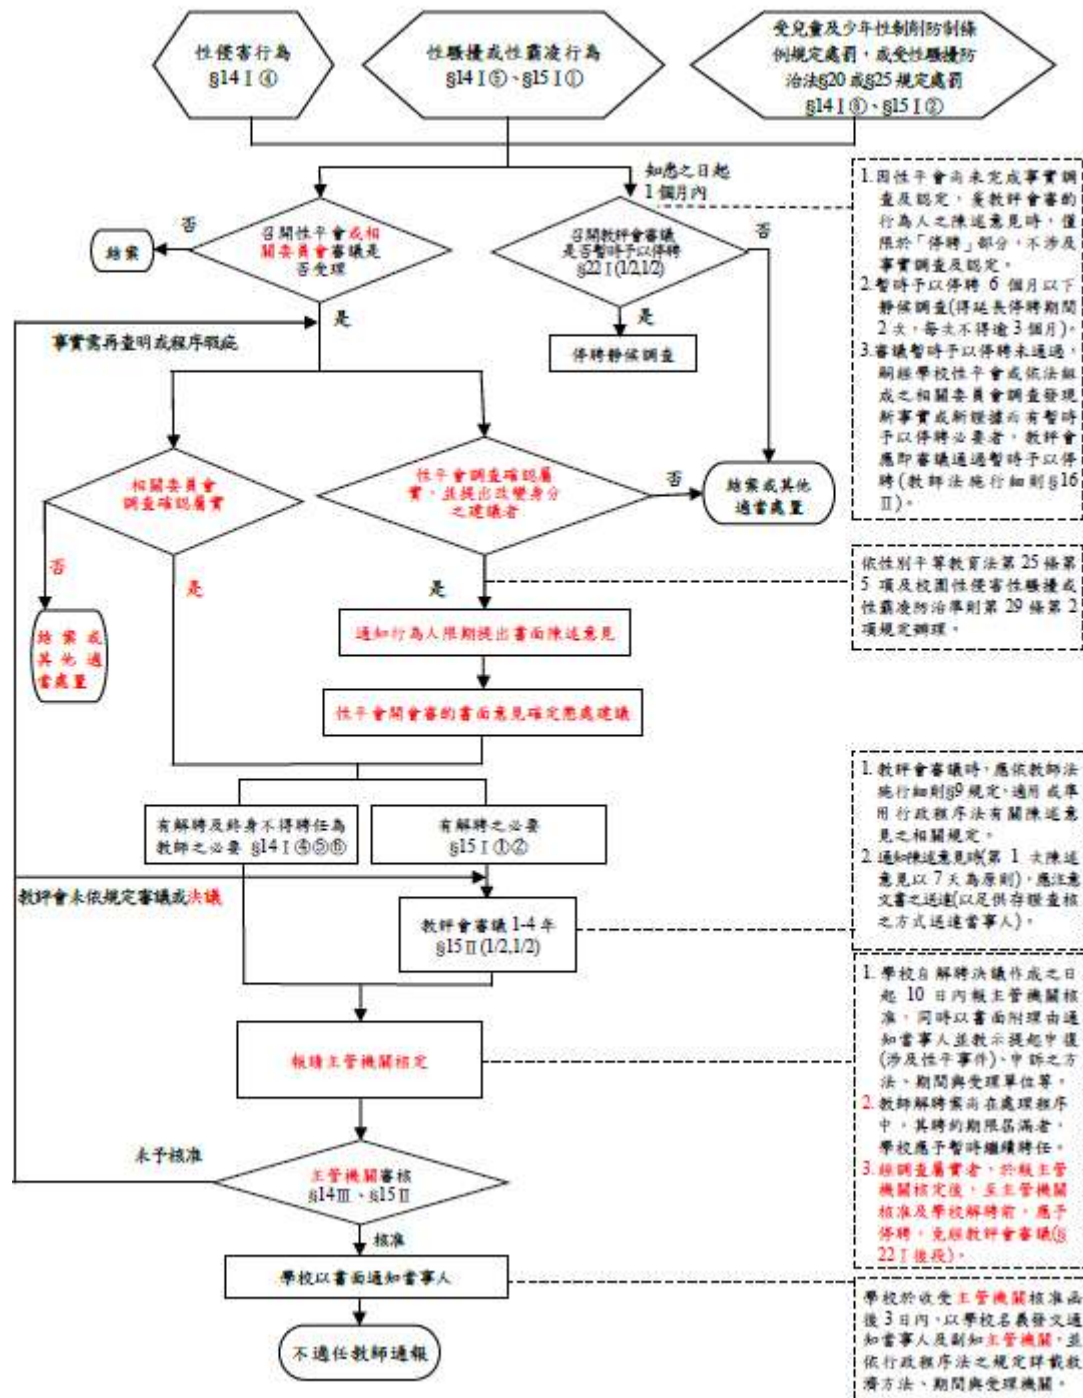 性侵害行為
§14 I ④
性騷擾或性霸凌行為
§14 I ⑤、§15 I ①
受兒童及少年性剝削防制條
例規定處罰，或受性騷擾防
治法§20 或§25 規定處罰
§14 I ⑥、§15 I ②
知悉之日起
1 個月內
否
結案
召開性平會或相
關委員會審議是
否受理
召開教評會審議
是否暫時予以停聘
§22 I (1/2,1/2)
否
是
是
停聘靜候調查
事實需再查明或程序瑕疵
1.因性平會尚未完成事實調
查及認定，爰教評會審酌
行為人之陳述意見時，僅
限於「停聘」部分，不涉及
事實調查及認定。
2.暫時予以停聘 6 個月以下
靜候調查(得延長停聘期間
2 次，每次不得逾 3 個月)。
3.審議暫時予以停聘未通過，
嗣經學校性平會或依法組
成之相關委員會調查發現
新事實或新證據而有暫時
予以停聘必要者，教評會
應即審議通過暫時予以停
聘(教師法施行細則§16
II)。
相關委員會
調查確認屬實
性平會調查確認屬
實，並提出改變身分
之建議者
否
結案或其他
適當處置
否
是
是
結案或
其他適
當處置
依性別平等教育法第 25 條第
5 項及校園性侵害性騷擾或
性霸凌防治準則第 29 條第 2
項規定辦理。
通知行為人限期提出書面陳述意見
性平會開會審酌書面意見確定懲處建議
有解聘及終身不得聘任為
教師之必要 §14 I ④⑤⑥
有解聘之必要
§15 I ①②
教評會未依規定審議或決議
教評會審議 1-4 年
§15 II (1/2,1/2)
1. 教評會審議時，應依教師法
施行細則§9 規定，適用或準
用行政程序法有關陳述意
見之相關規定。
2. 通知陳述意見時(第 1 次陳述
意見以 7 天為原則)，應注意
文書之送達(以足供存證查核
之方式送達當事人)。
報請主管機關核定
1. 學校自解聘決議作成之日
起 10 日內報主管機關核
准，同時以書面附理由通
知當事人並教示提起申復
(涉及性平事件)、申訴之方
法、期間與受理單位等。
2. 教師解聘案尚在處理程序
中，其聘約期限屆滿者，
學校應予暫時繼續聘任。
3. 經調查屬實者，於報主管
機關核定後，至主管機關
核准及學校解聘前，應予
停聘，免經教評會審議(§
22 I 後段)。
未予核准
主管機關審核
§14III、§15 II
核准
學校以書面通知當事人
不適任教師通報
學校於收受主管機關核准函
後 3 日內，以學校名義發文通
知當事人及副知主管機關，並
依行政程序法之規定詳載救
濟方法、期間與受理機關。